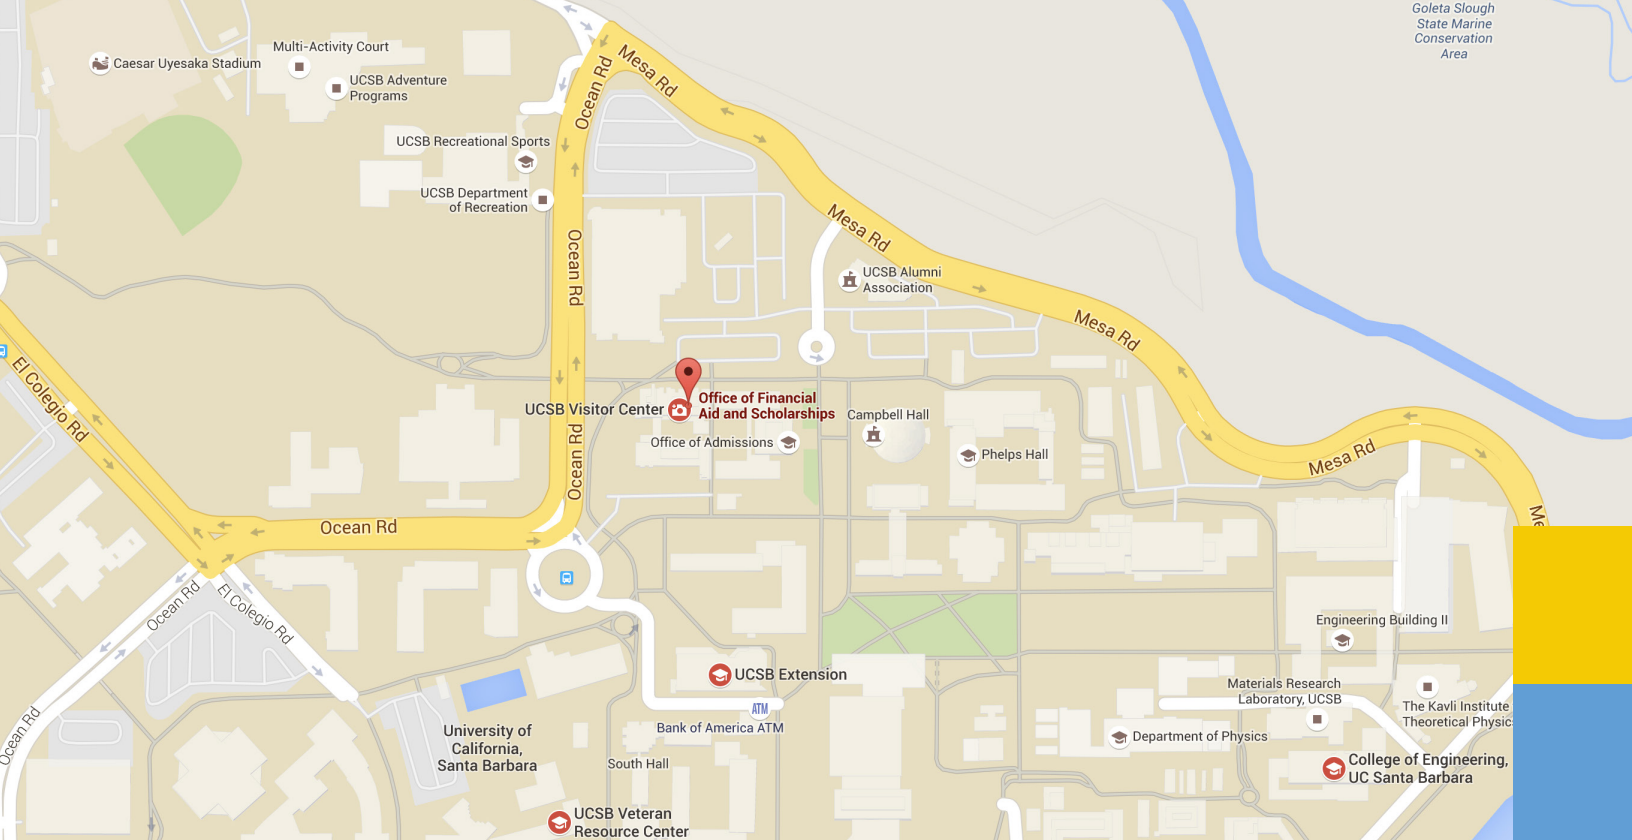 Goleta Slough
State Marine
Conservation
Area
Multi-Activity Court
Caesar Uyesaka Stadium
UCSB Adventure
Programs
Mesa Rd
Ocean Rd
UCSB Recreational Sports
UCSB Department
of Recreation
Mesa Rd
Ocean Rd
UCSB Alumni
Association
Mesa Rd
El Colegio Rd
Office of Financial
Aid and Scholarships
UCSB Visitor Center
Campbell Hall
Office of Admissions
Phelps Hall
Mesa Rd
Ocean Rd
Me
Ocean Rd
Ocean Rd
El Colegio Rd
Engineering Building II
UCSB Extension
Materials Research
Laboratory, UCSB
ATM
Bank of America ATM
The Kavli Institute
Theoretical Physic
Ocean Rd
University of
California,
Santa Barbara
Department of Physics
South Hall
College of Engineering,
UC Santa Barbara
UCSB Veteran
Resource Center